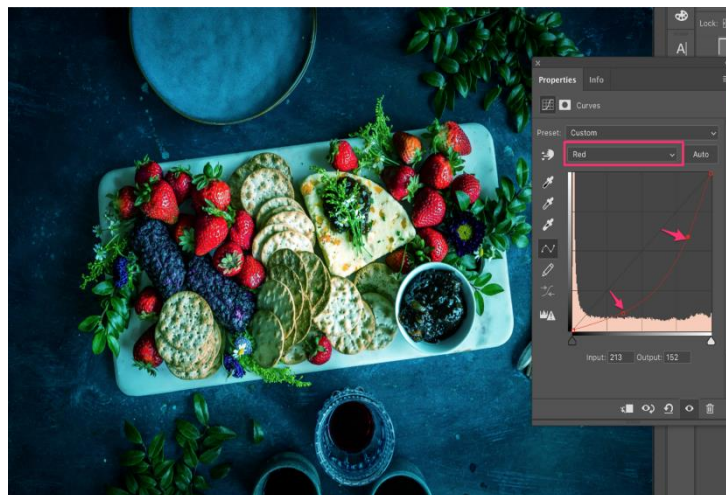 Lock:
A|
Properties Info
Curves
Preset: Custom
Red Auto
Input: 213 Output: 152